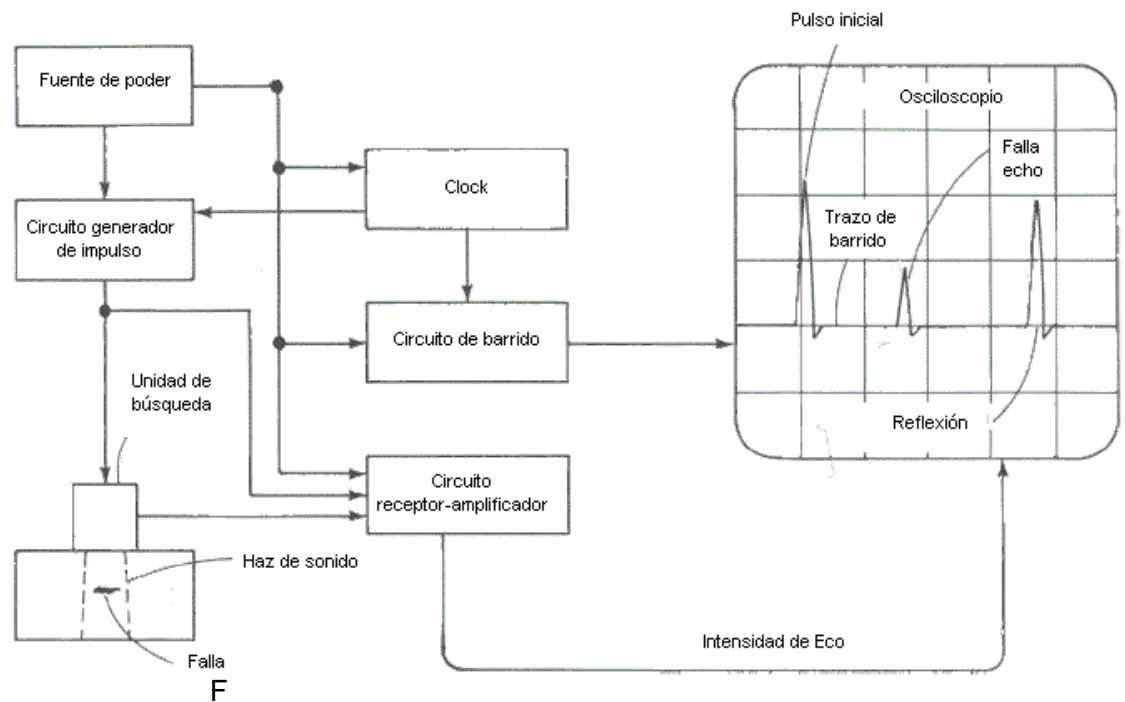 Pulso inicial
Fuente de poder
Osciloscopio
Clock
Falla
echo
Circuito generador
de impulso
Trazo de
barrido
Circuito de barrido
Unidad de
búsqueda
Reflexión
Circuito
receptor-amplificador
Haz de sonido
Intensidad de Eco
Falla
F